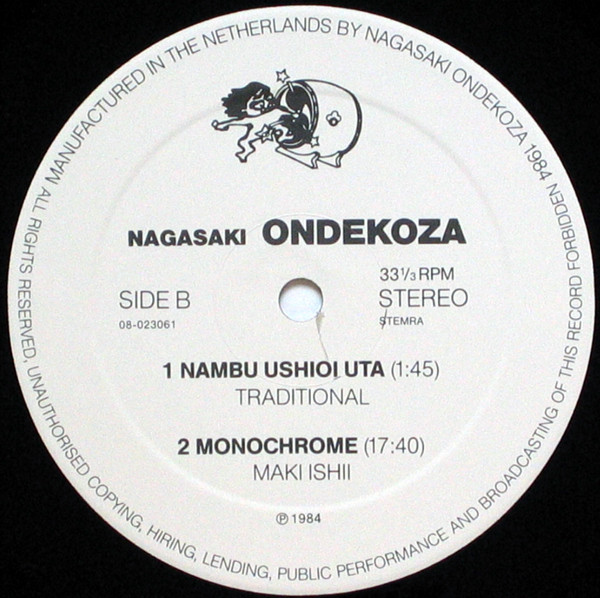 MANUFACTURED IN THE NETHERLANDS BY NAGASAKI ONDEKOZA 1984
ALL RIGHTS RESERVED, UNAUTHORISED COPYING, HIRING, LENDING, PUBLIC PERFORMANCE AND BROADCASTING OF THIS RECORD FORBIDDEN
NAGASAKI ONDEKOZA
SIDE B
08-023061
33 1/3 RPM
STEREO
STEMRA
1 NAMBU USHIOI UTA (1:45)
TRADITIONAL
2 MONOCHROME (17:40)
MAKI ISHII
℗ 1984